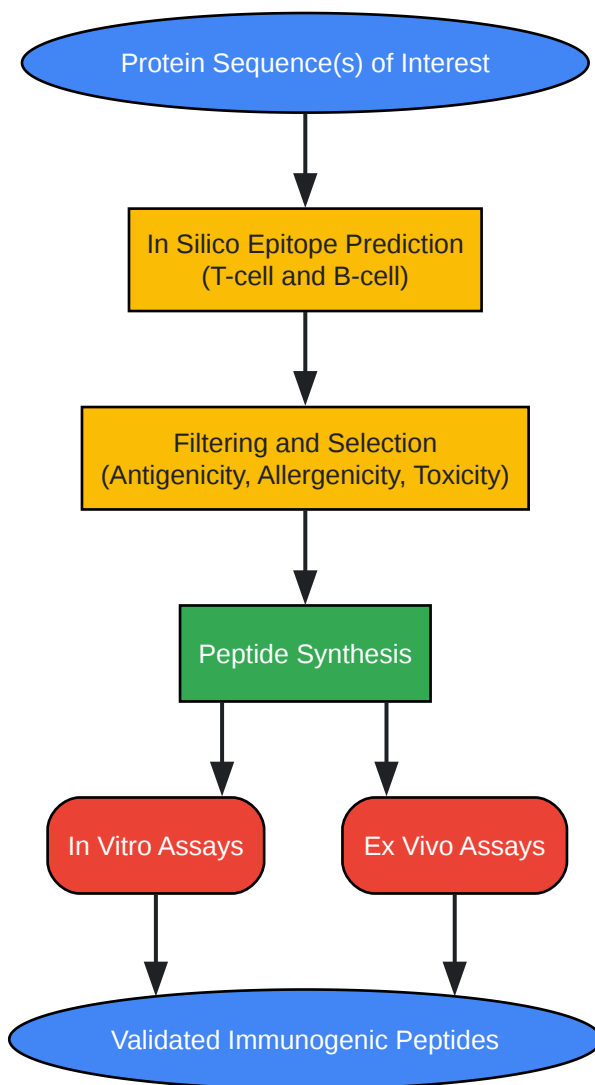 Protein Sequence(s) of Interest
In Silico Epitope Prediction
(T-cell and B-cell)
Filtering and Selection
(Antigenicity, Allergenicity, Toxicity)
Peptide Synthesis
In Vitro Assays
Ex Vivo Assays
Validated Immunogenic Peptides